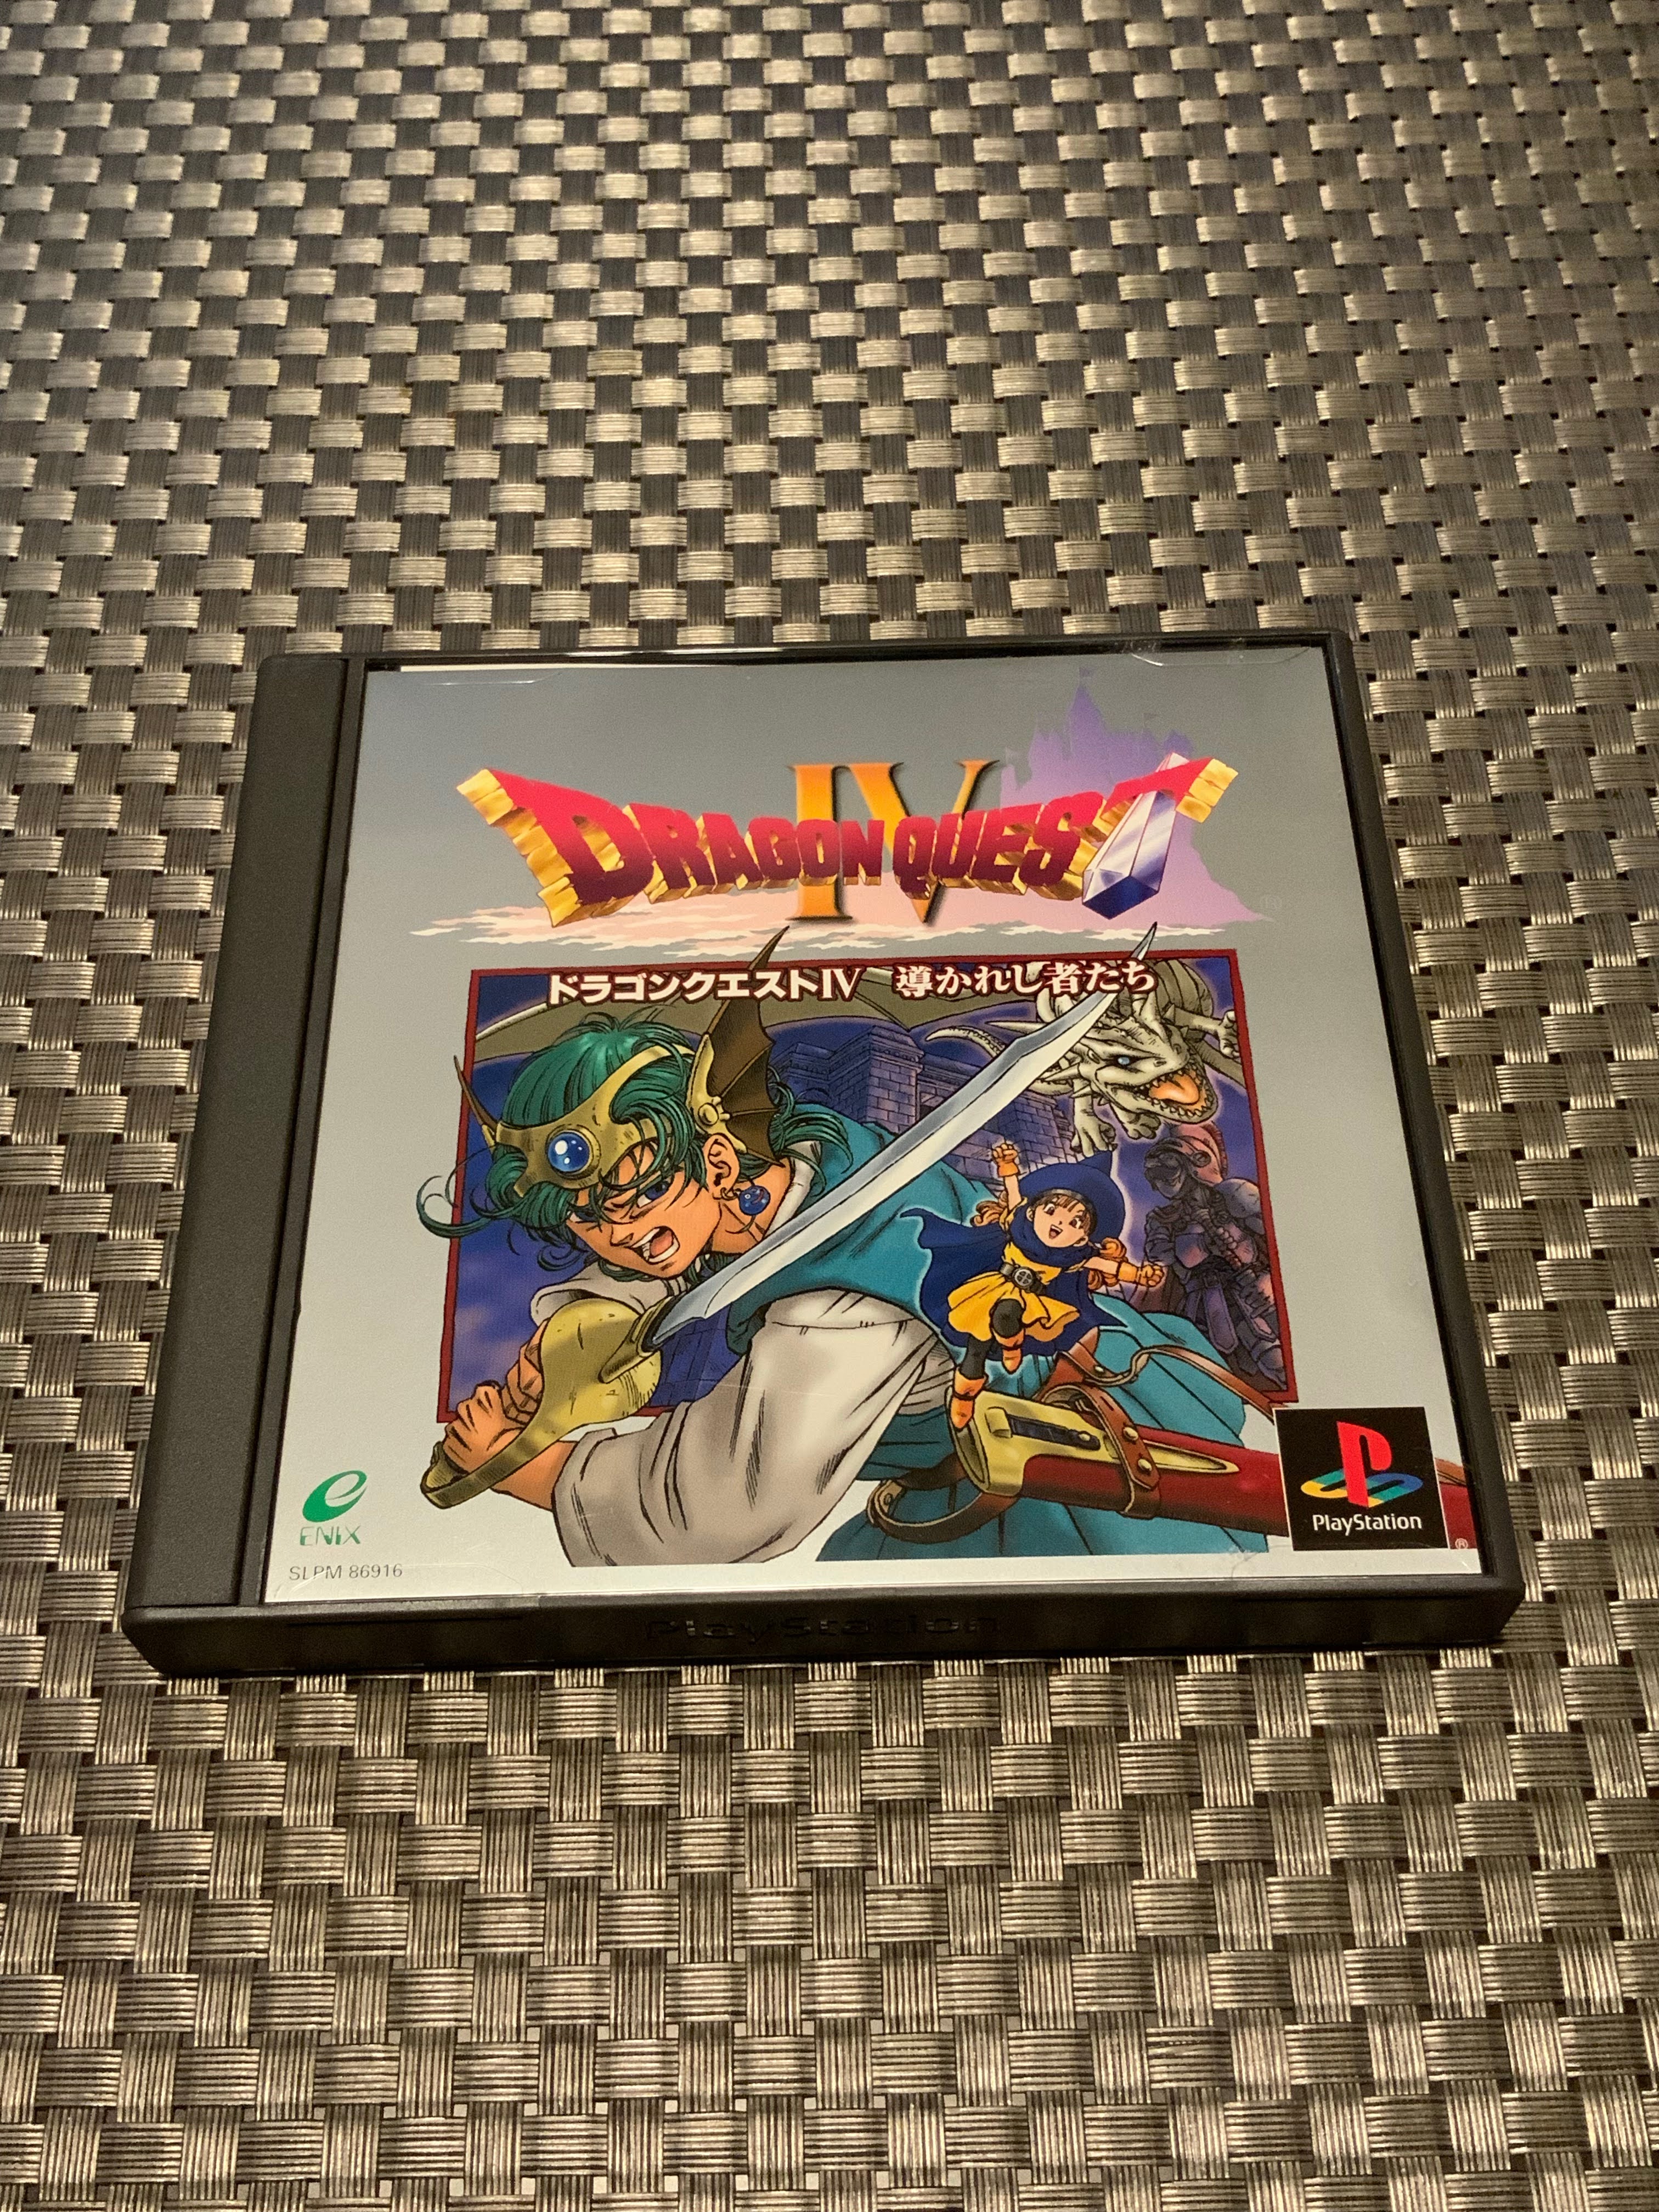 IV
DRAGON QUEST
ドラゴンクエストIV 導かれし者たち
ENIX
SLPM 86916
PlayStation
®
PlayStation